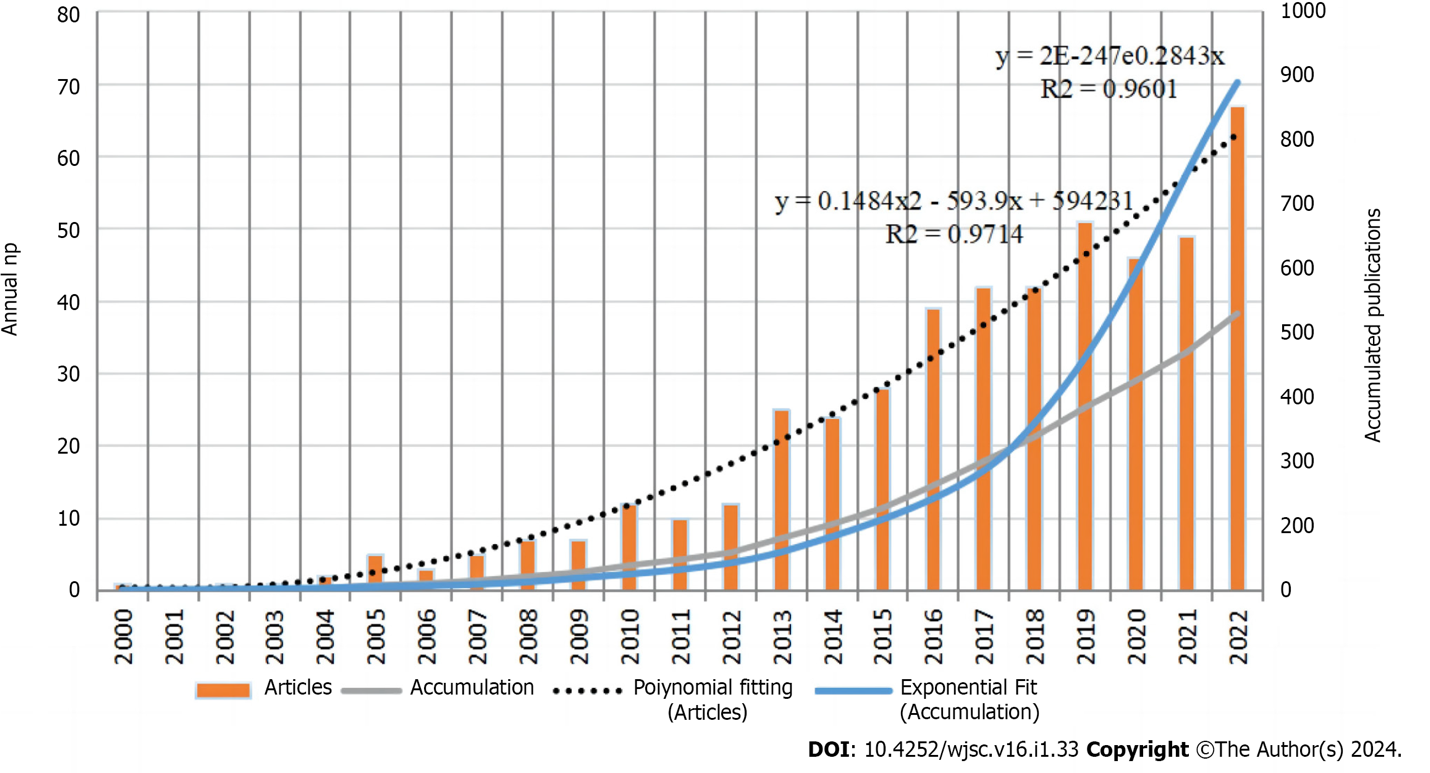 80
70
60
50
40
30
20
10
0
Annual np
1000
900
800
700
600
500
400
300
200
100
0
Accumulated publications
y = 2E-247e0.2843x
R2 = 0.9601
y = 0.1484x2 - 593.9x + 594231
R2 = 0.9714
2000 2001 2002 2003 2004 2005 2006 2007 2008 2009 2010 2011 2012 2013 2014 2015 2016 2017 2018 2019 2020 2021 2022
Articles
Accumulation
Poiynomial fitting
(Articles)
Exponential Fit
(Accumulation)
DOI: 10.4252/wjsc.v16.i1.33 Copyright ©The Author(s) 2024.